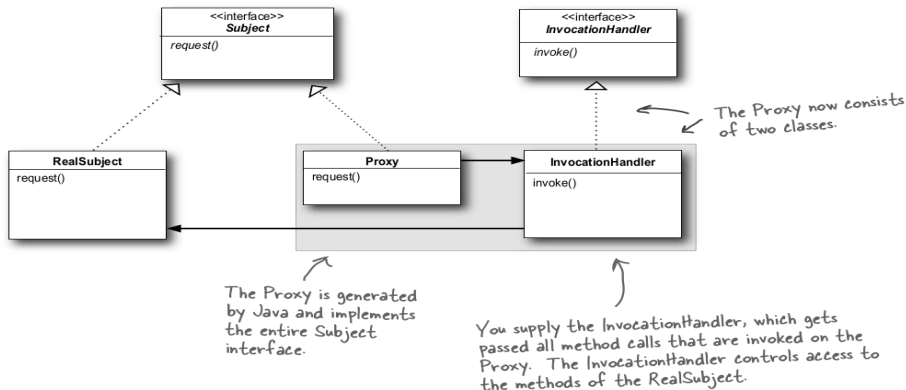 <<interface>>
Subject
request()
<<interface>>
InvocationHandler
invoke()
The Proxy now consists
of two classes.
RealSubject
request()
Proxy
request()
InvocationHandler
invoke()
The Proxy is generated
by Java and implements
the entire Subject
interface.
You supply the InvocationHandler, which gets
passed all method calls that are invoked on the
Proxy. The InvocationHandler controls access to
the methods of the RealSubject.